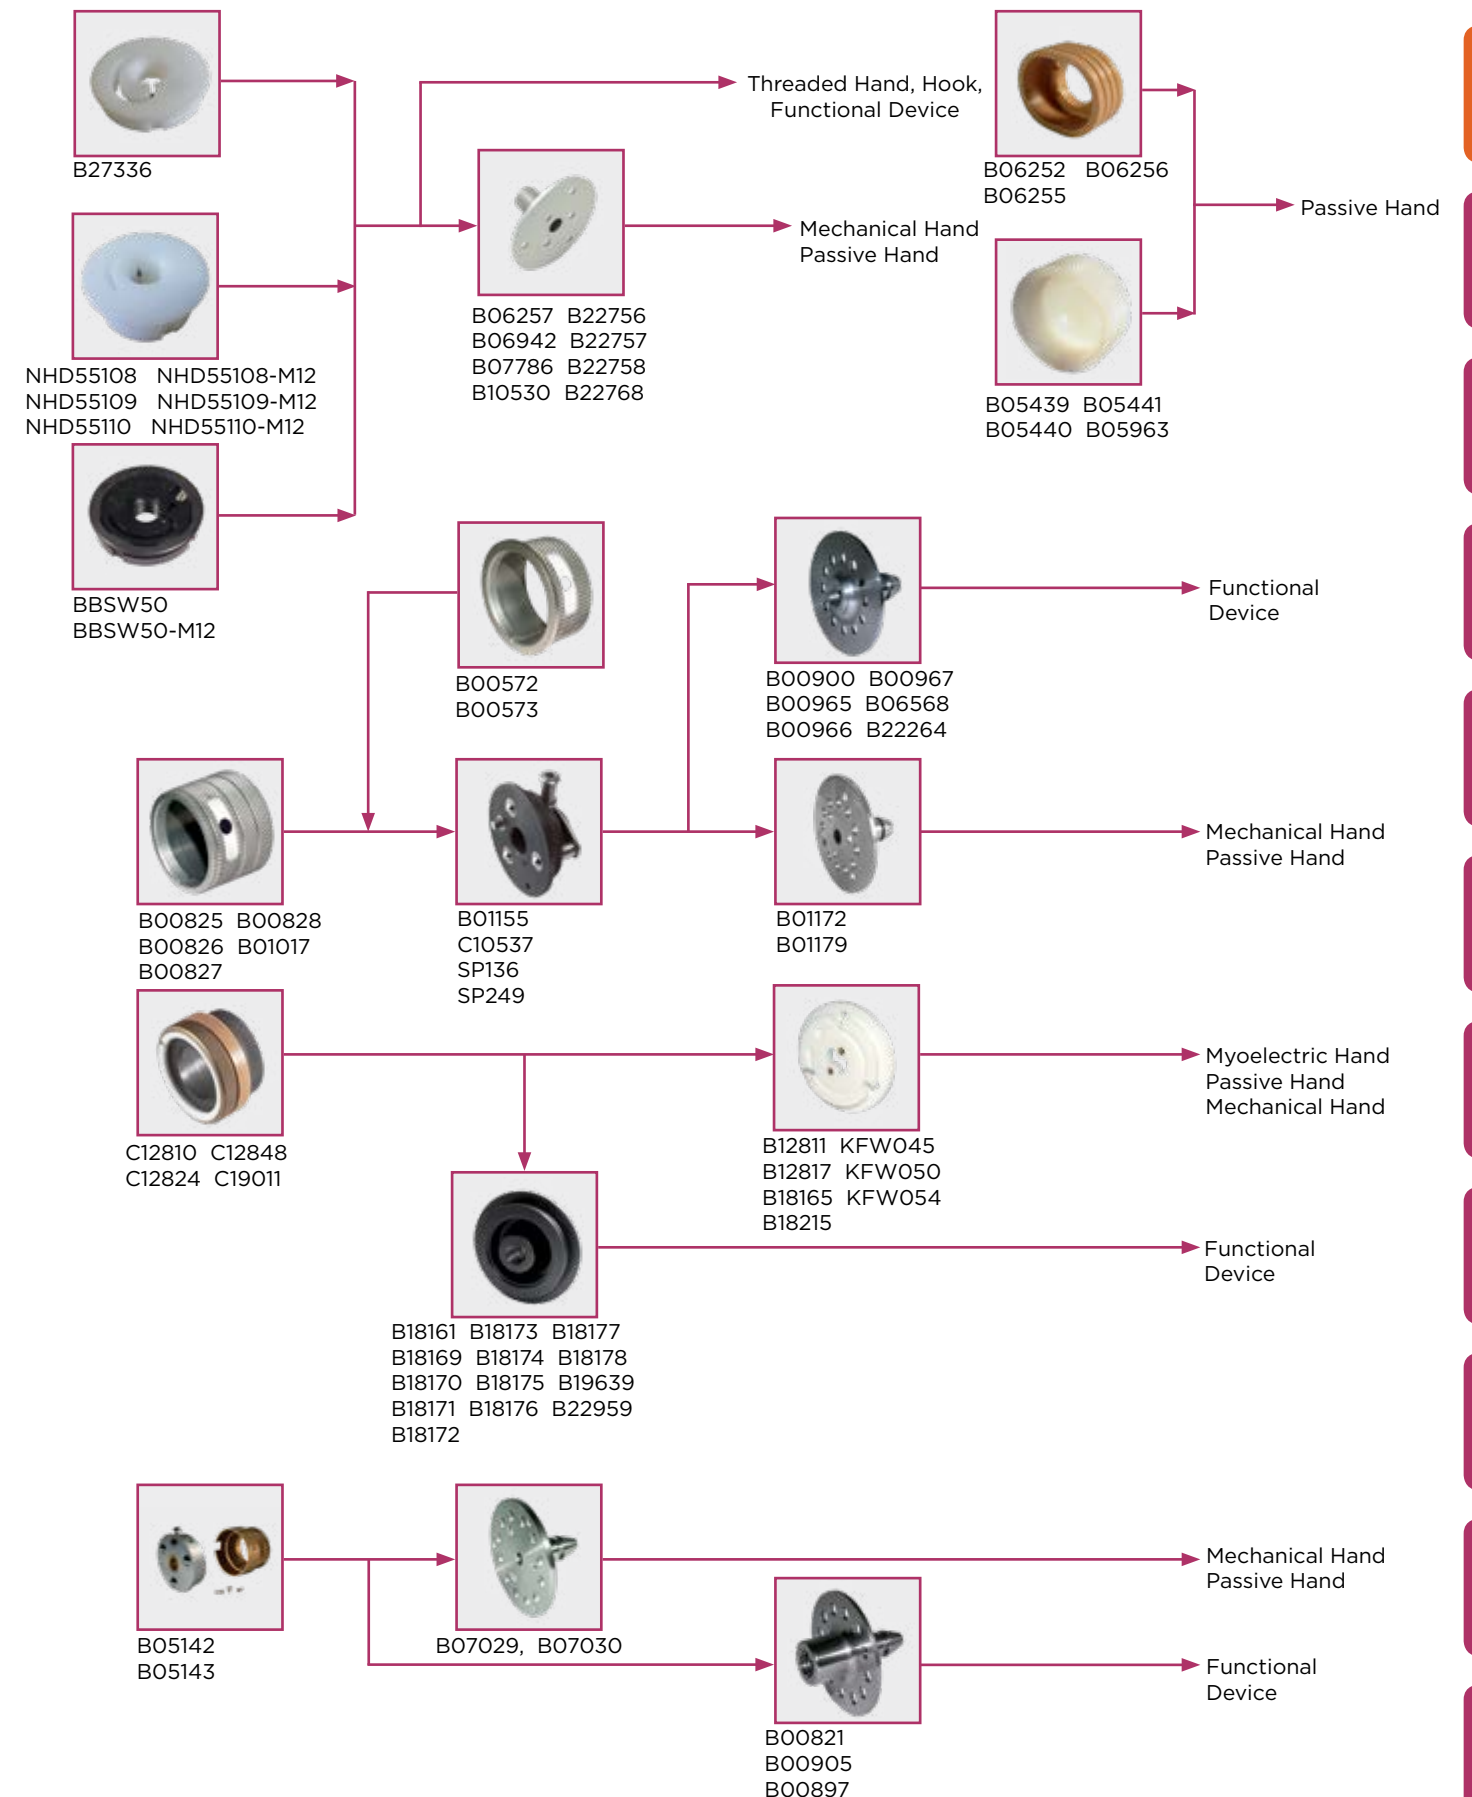 B27336
Threaded Hand, Hook,
Functional Device
B06252 B06256
B06255
Passive Hand
Mechanical Hand
Passive Hand
B06257 B22756
B06942 B22757
B07786 B22758
B10530 B22768
NHD55108 NHD55108-M12
NHD55109 NHD55109-M12
NHD55110 NHD55110-M12
B05439 B05441
B05440 B05963
BBSW50
BBSW50-M12
B00572
B00573
B00900 B00967
B00965 B06568
B00966 B22264
Functional
Device
B00825 B00828
B00826 B01017
B00827
B01155
C10537
SP136
SP249
B01172
B01179
Mechanical Hand
Passive Hand
C12810 C12848
C12824 C19011
B12811 KFW045
B12817 KFW050
B18165 KFW054
B18215
Myoelectric Hand
Passive Hand
Mechanical Hand
B18161 B18173 B18177
B18169 B18174 B18178
B18170 B18175 B19639
B18171 B18176 B22959
B18172
Functional
Device
B05142
B05143
B07029, B07030
Mechanical Hand
Passive Hand
B00821
B00905
B00897
Functional
Device